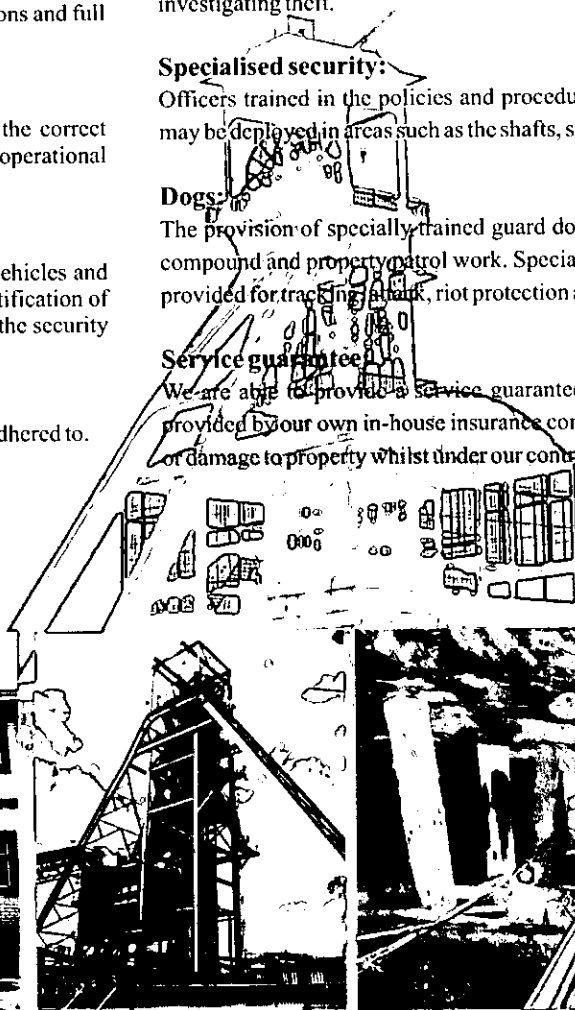 ons and full
the correct
operational
ehicles and
tification of
the security
dhered to.
investigating theft.
Specialised security:
Officers trained in the policies and procedu
may be deployed in areas such as the shafts, s
Dogs:
The provision of specially trained guard do
compound and property patrol work. Specia
provided for tracking, attack, riot protection a
Service guarantee:
We are able to provide a service guarantee
provided by our own in-house insurance com
or damage to property whilst under our contr